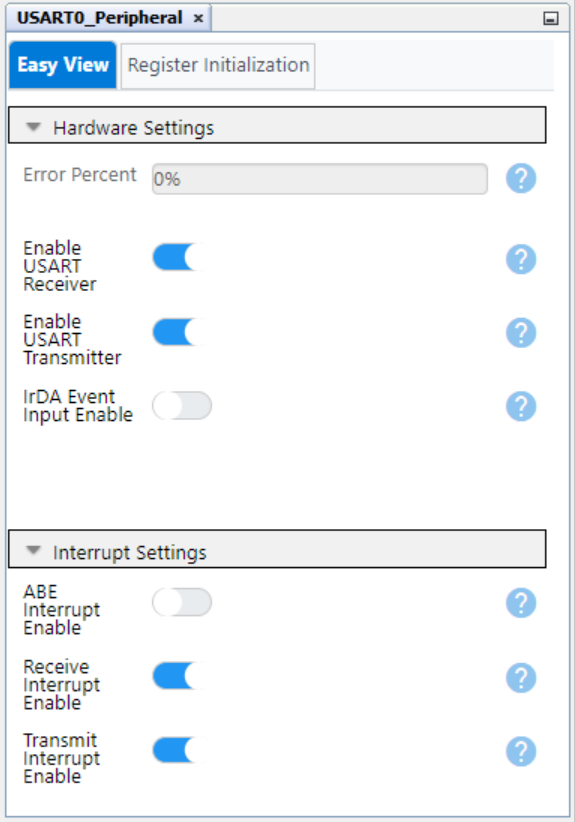 USART0_Peripheral ×
Easy View Register Initialization
Hardware Settings
Error Percent 0% ?
Enable
USART
Receiver
?
Enable
USART
Transmitter
?
IrDA Event
Input Enable
?
Interrupt Settings
ABE
Interrupt
Enable
?
Receive
Interrupt
Enable
?
Transmit
Interrupt
Enable
?